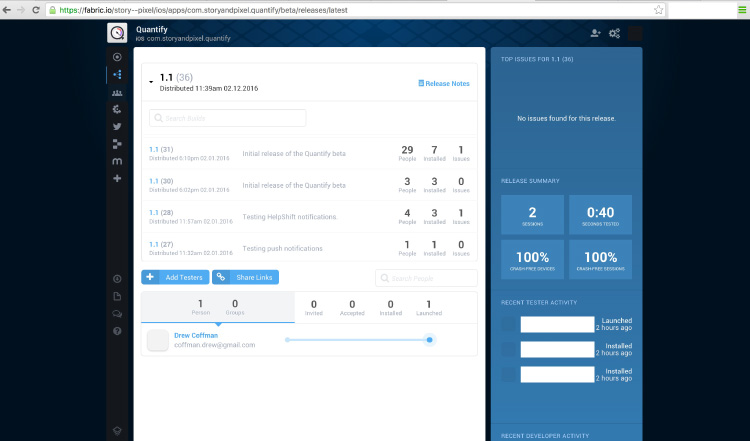 https://fabric.io/story--pixel/ios/apps/com.storyandpixel.quantify/beta/releases/latest
Quantify
iOS com.storyandpixel.quantify
1.1 (36)
Distributed 11:39am 02.12.2016
Release Notes
Search Builds
1.1 (31)
Distributed 6:10pm 02.01.2016
Initial release of the Quantify beta
29 People
7 Installed
1 Issues
1.1 (30)
Distributed 6:02pm 02.01.2016
Initial release of the Quantify beta
3 People
3 Installed
0 Issues
1.1 (28)
Distributed 11:57am 02.01.2016
Testing HelpShift notifications.
4 People
3 Installed
1 Issues
1.1 (27)
Distributed 11:32am 02.01.2016
Testing push notifications
1 People
1 Installed
0 Issues
Add Testers
Share Links
Search People
1 Person
0 Groups
0 Invited
0 Accepted
0 Installed
1 Launched
Drew Coffman
coffman.drew@gmail.com
TOP ISSUES FOR 1.1 (36)
No issues found for this release.
RELEASE SUMMARY
2
SESSIONS
0:40
SECONDS TESTED
100%
CRASH-FREE DEVICES
100%
CRASH-FREE SESSIONS
RECENT TESTER ACTIVITY
Launched
2 hours ago
Installed
2 hours ago
Installed
2 hours ago
RECENT DEVELOPER ACTIVITY